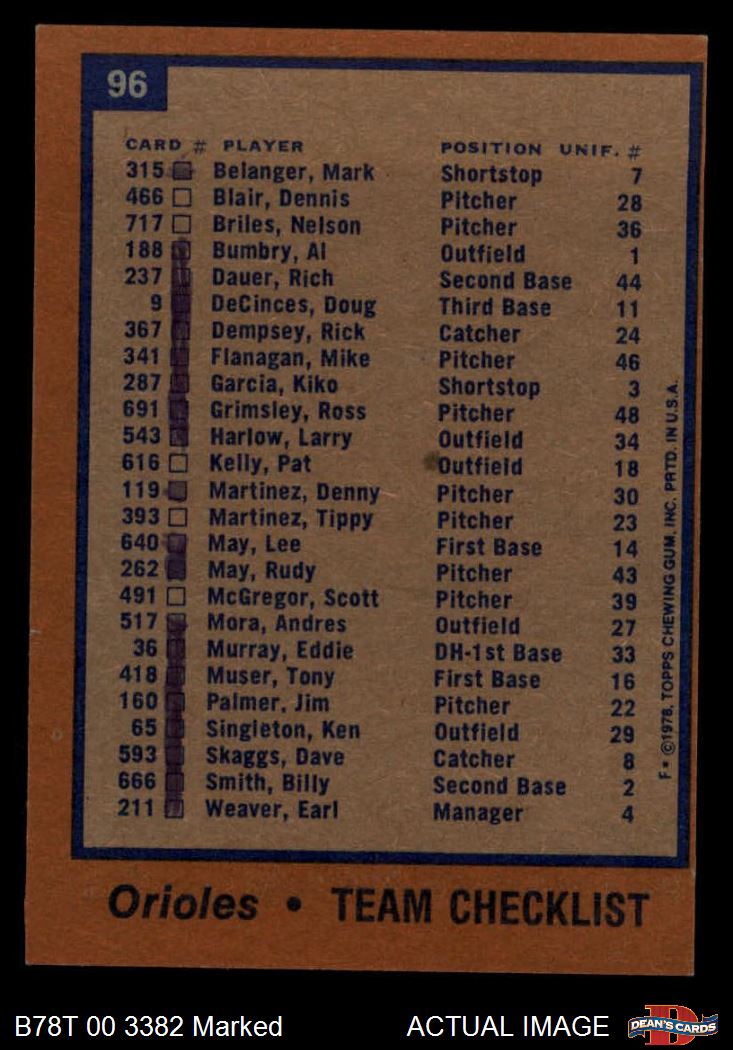 96
CARD # PLAYER POSITION UNIF. #
315 Belanger, Mark Shortstop 7
466 Blair, Dennis Pitcher 28
717 Briles, Nelson Pitcher 36
188 Bumbry, Al Outfield 1
237 Dauer, Rich Second Base 44
9 DeCinces, Doug Third Base 11
367 Dempsey, Rick Catcher 24
341 Flanagan, Mike Pitcher 46
287 Garcia, Kiko Shortstop 3
691 Grimsley, Ross Pitcher 48
543 Harlow, Larry Outfield 34
616 Kelly, Pat Outfield 18
119 Martinez, Denny Pitcher 30
393 Martinez, Tippy Pitcher 23
640 May, Lee First Base 14
262 May, Rudy Pitcher 43
491 McGregor, Scott Pitcher 39
517 Mora, Andres Outfield 27
36 Murray, Eddie DH-1st Base 33
418 Muser, Tony First Base 16
160 Palmer, Jim Pitcher 22
65 Singleton, Ken Outfield 29
593 Skaggs, Dave Catcher 8
666 Smith, Billy Second Base 2
211 Weaver, Earl Manager 4
F* ©1978, TOPPS CHEWING GUM, INC. PRTD. IN U.S.A.
Orioles • TEAM CHECKLIST
B78T 00 3382 Marked ACTUAL IMAGE
D
DEAN'S CARDS